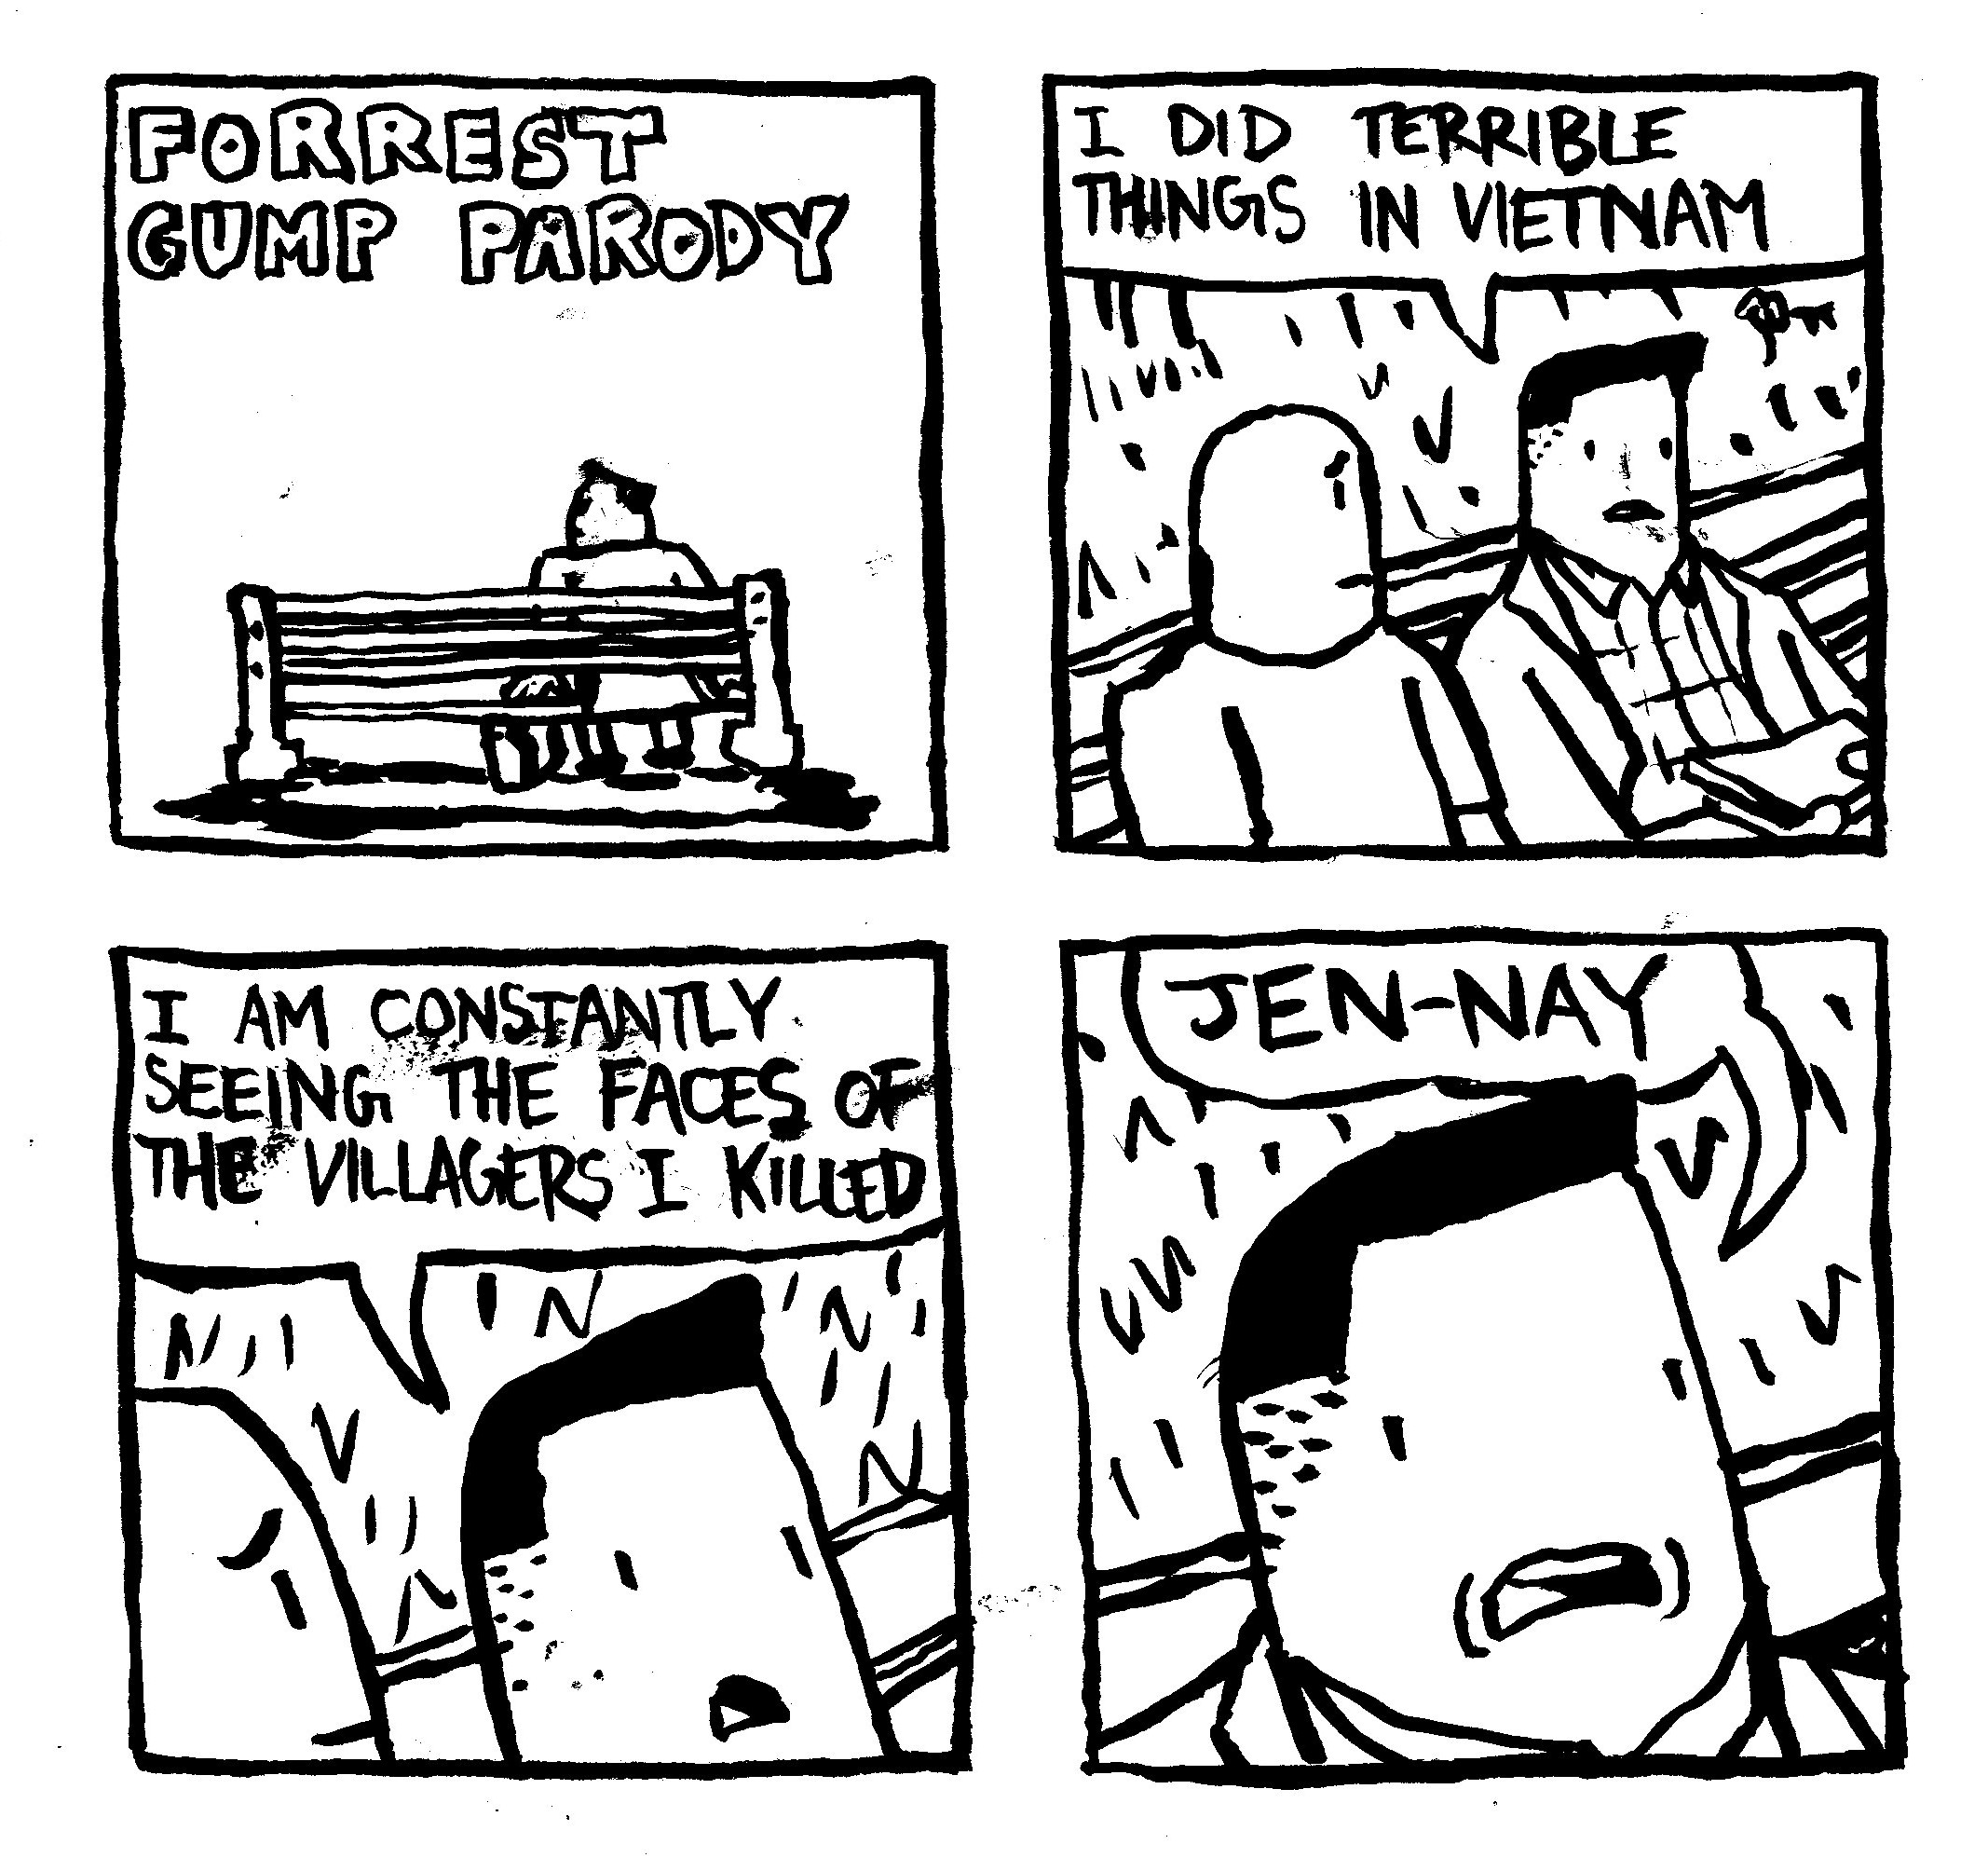 FORREST
GUMP PARODY
I DID TERRIBLE
THINGS IN VIETNAM
I AM CONSTANTLY
SEEING THE FACES OF
THE VILLAGERS I KILLED
JEN-NAY